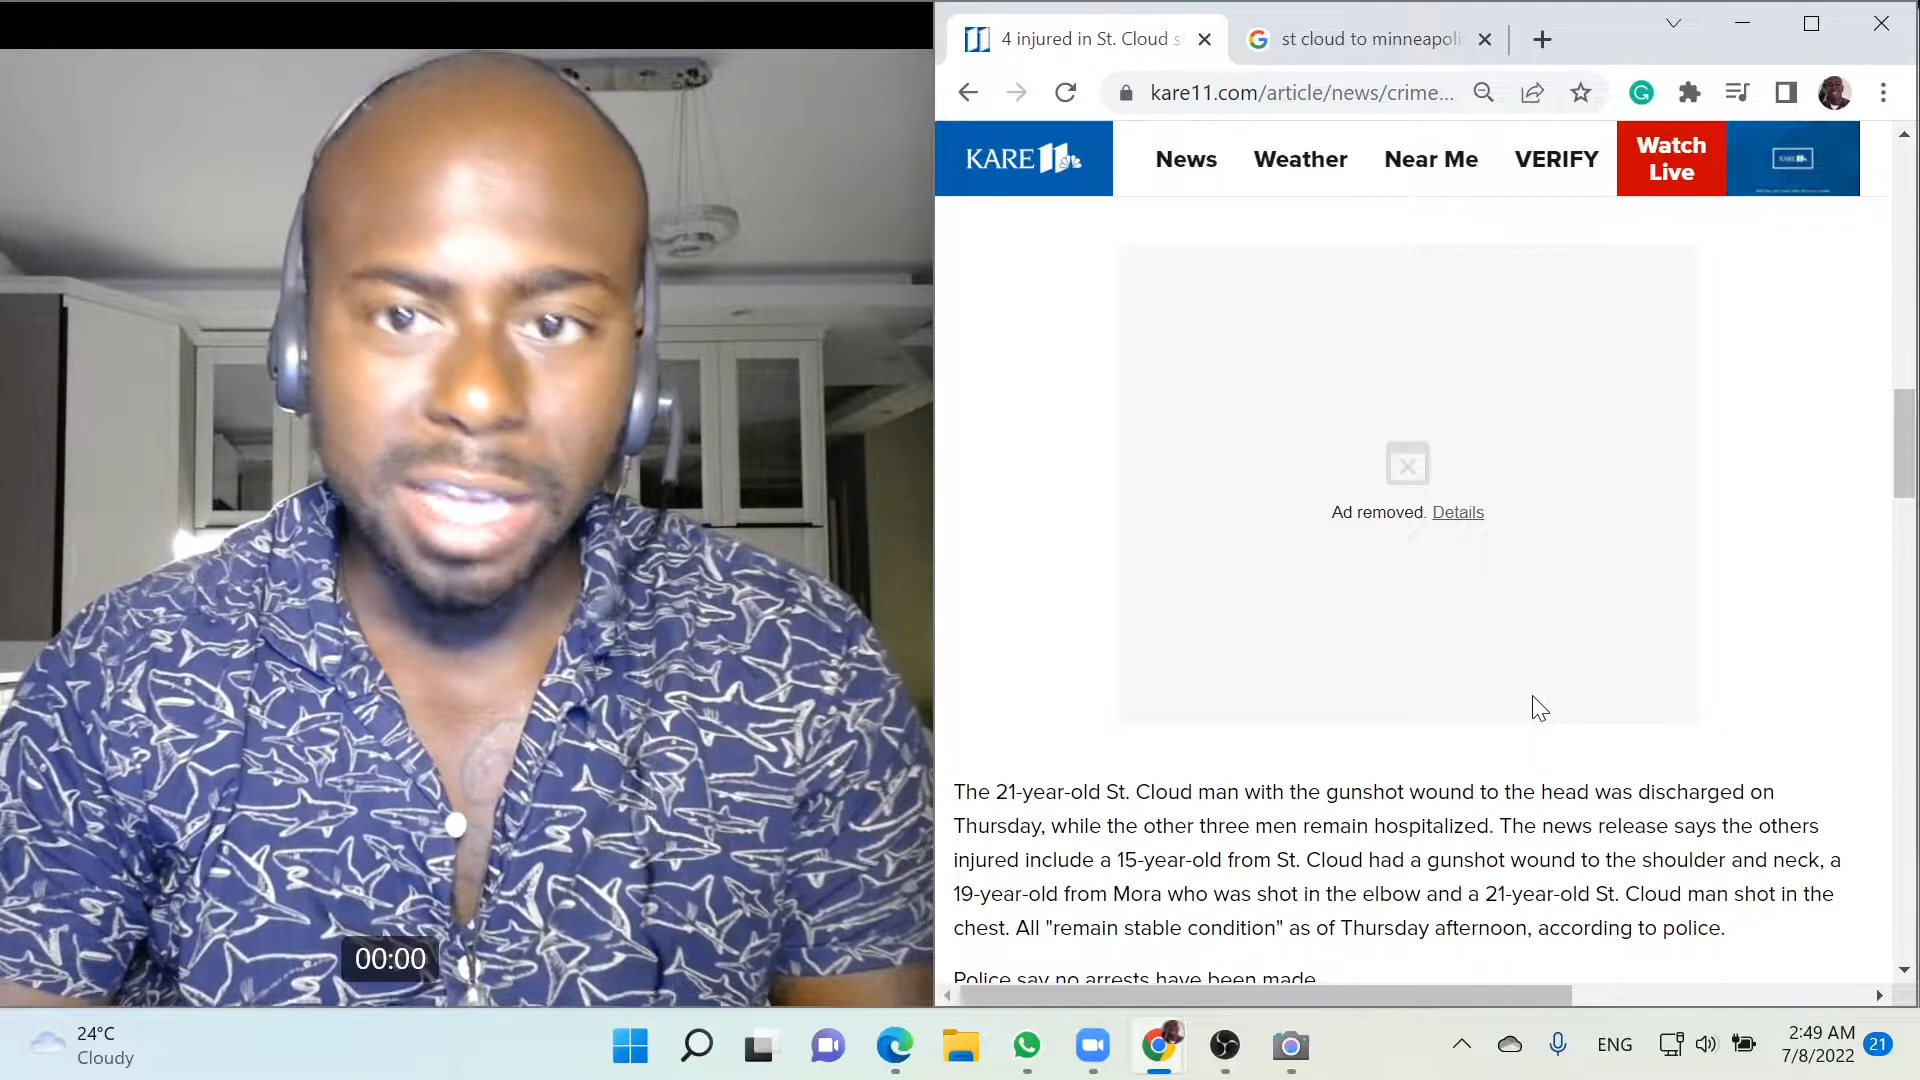 4 injured in St. Cloud s
st cloud to minneapoli
kare11.com/article/news/crime...
KARE 11
News
Weather
Near Me
VERIFY
Watch
Live
Ad removed. Details
The 21-year-old St. Cloud man with the gunshot wound to the head was discharged on
Thursday, while the other three men remain hospitalized. The news release says the others
injured include a 15-year-old from St. Cloud had a gunshot wound to the shoulder and neck, a
19-year-old from Mora who was shot in the elbow and a 21-year-old St. Cloud man shot in the
chest. All "remain stable condition" as of Thursday afternoon, according to police.
Police say no arrests have been made
00:00
24°C
Cloudy
ENG
2:49 AM
7/8/2022
21